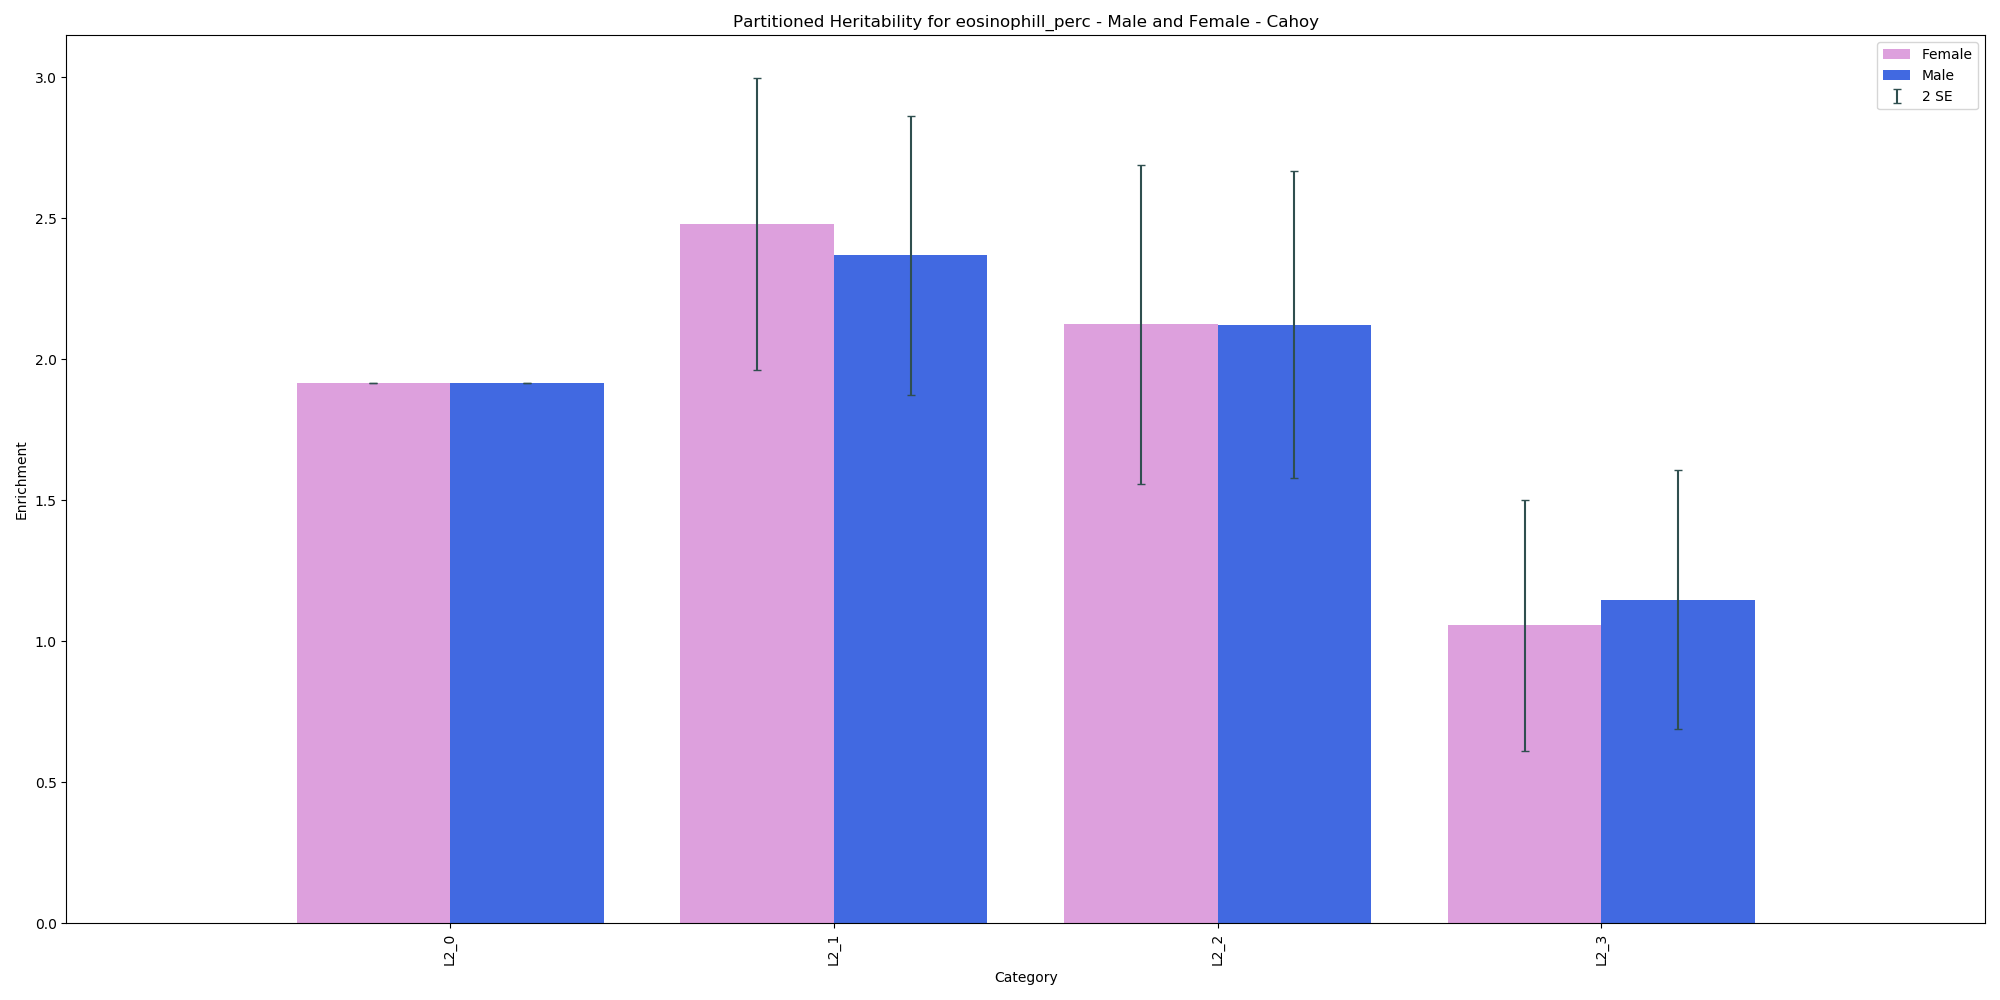 Partitioned Heritability for eosinophill_perc - Male and Female - Cahoy
Female
Male
2 SE
Enrichment
3.0
2.5
2.0
1.5
1.0
0.5
0.0
L2_0
L2_1
L2_2
L2_3
Category